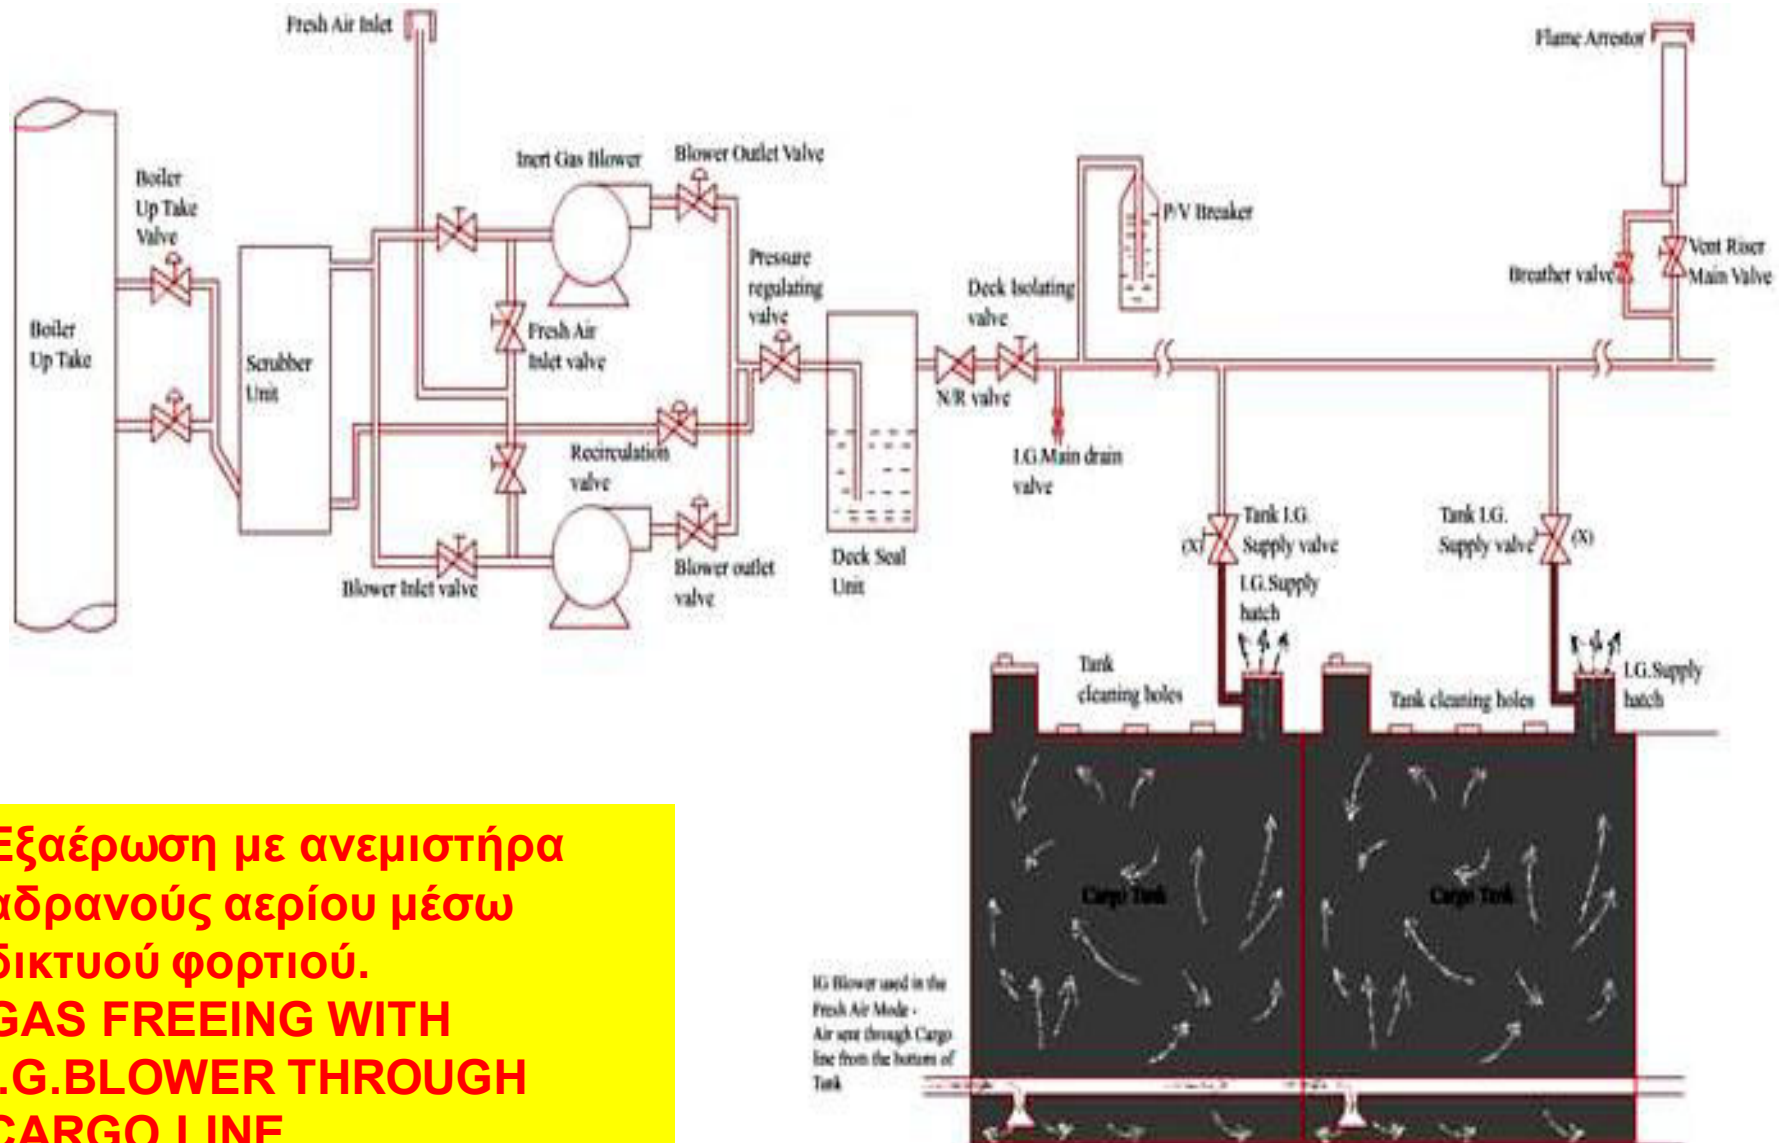 Fresh Air Inlet
Flame Arrestor
Boiler
Up Take
Valve
Inert Gas Blower
Blower Outlet Valve
P/V Breaker
Pressure
regulating
valve
Deck Isolating
valve
Breather valve
Vent Riser
Main Valve
Boiler
Up Take
Scrubber
Unit
Fresh Air
Inlet valve
N/R valve
Recirculation
valve
I.G.Main drain
valve
Blower Inlet valve
Blower outlet
valve
Deck Seal
Unit
(X)
Tank I.G.
Supply valve
Tank I.G.
Supply valve
(X)
I.G.Supply
hatch
Tank
cleaning holes
Tank cleaning holes
I.G.Supply
hatch
Cargo Tank
Cargo Tank
IG Blower used in the
Fresh Air Mode -
Air sent through Cargo
line from the bottom of
Tank
Εξαέρωση με ανεμιστήρα
αδρανούς αερίου μέσω
δικτυού φορτιού.
GAS FREEING WITH
I.G.BLOWER THROUGH
CARGO LINE